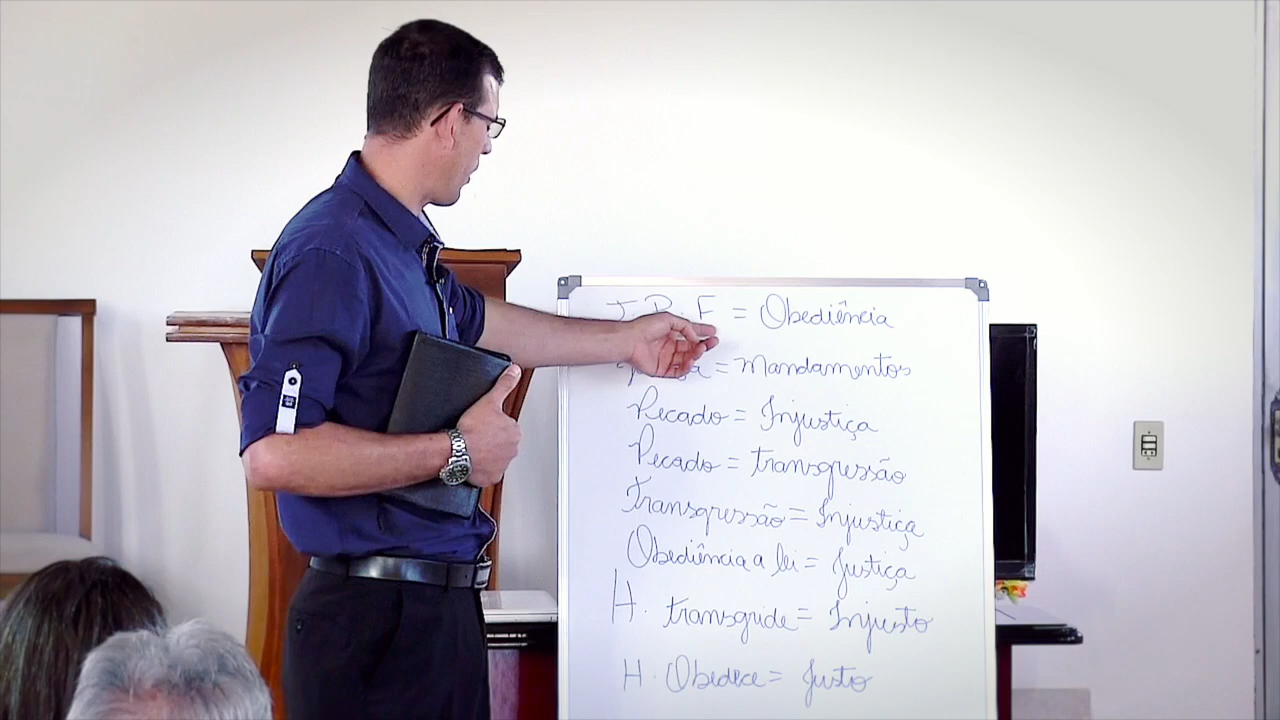 J. P. F = Obediência
= Mandamentos
Pecado = Injustiça
Pecado = transgressão
Transgressão = Injustiça
Obediência a lei = Justiça
H. transgride = Injusto
H. Obedece = Justo